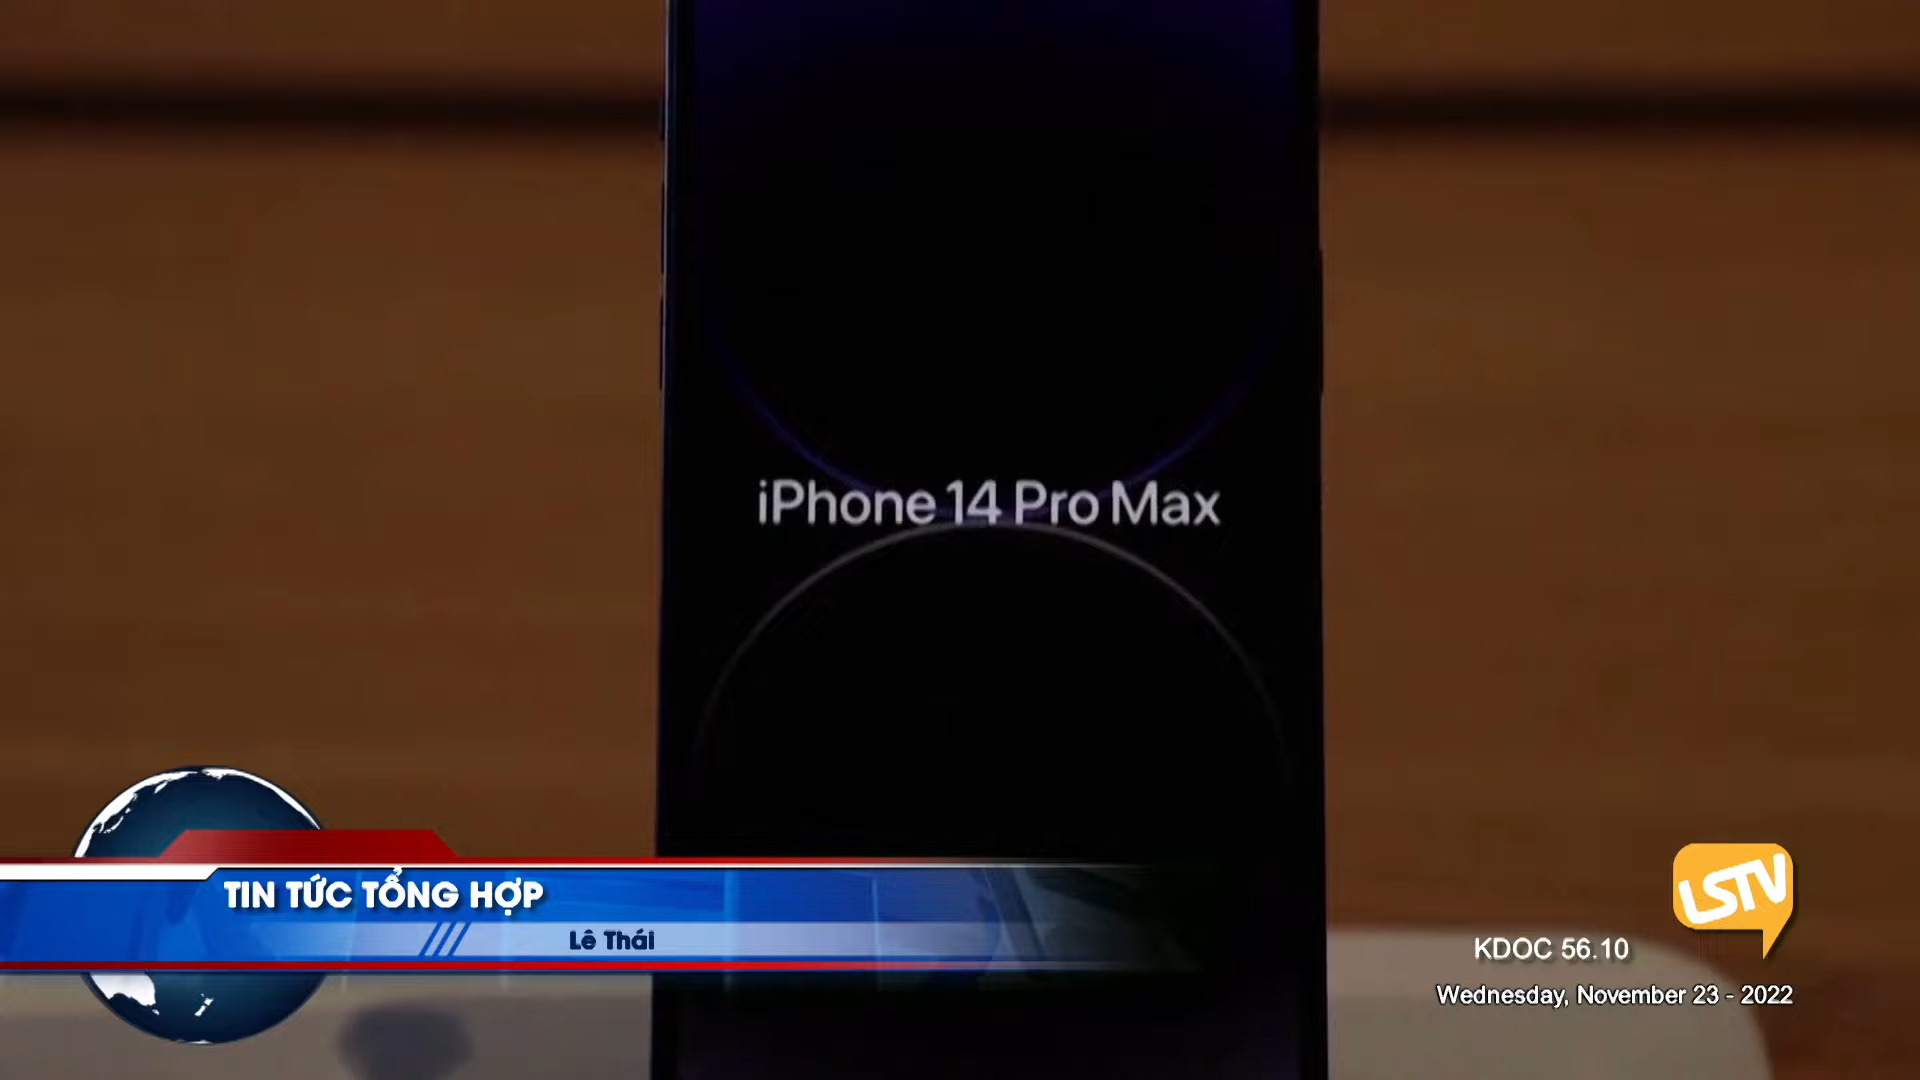 iPhone 14 Pro Max
TIN TỨC TỔNG HỢP
Lê Thái
LSTV
KDOC 56.10
Wednesday, November 23 - 2022